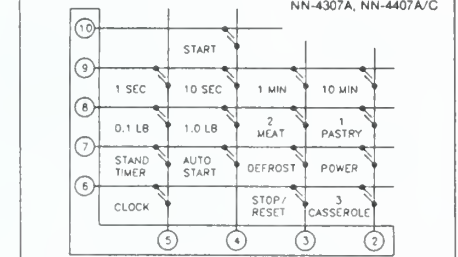 NN-4307A, NN-4407A/C
10
START
9
1 SEC 10 SEC 1 MIN 10 MIN
8
0.1 LB 1.0 LB 2 MEAT 1 PASTRY
7
STAND TIMER AUTO START DEFROST POWER
6
CLOCK STOP/ RESET 3 CASSEROLE
5 4 3 2